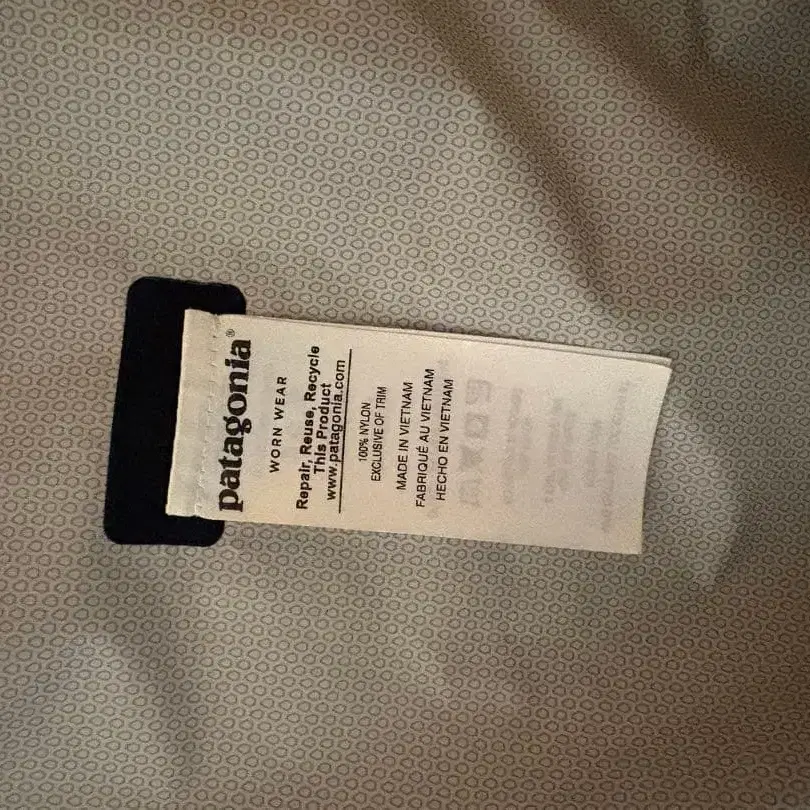 patagonia®
WORN WEAR
Repair, Reuse, Recycle
This Product
www.patagonia.com
100% NYLON
EXCLUSIVE OF TRIM
MADE IN VIETNAM
FABRIQUÉ AU VIETNAM
HECHO EN VIETNAM